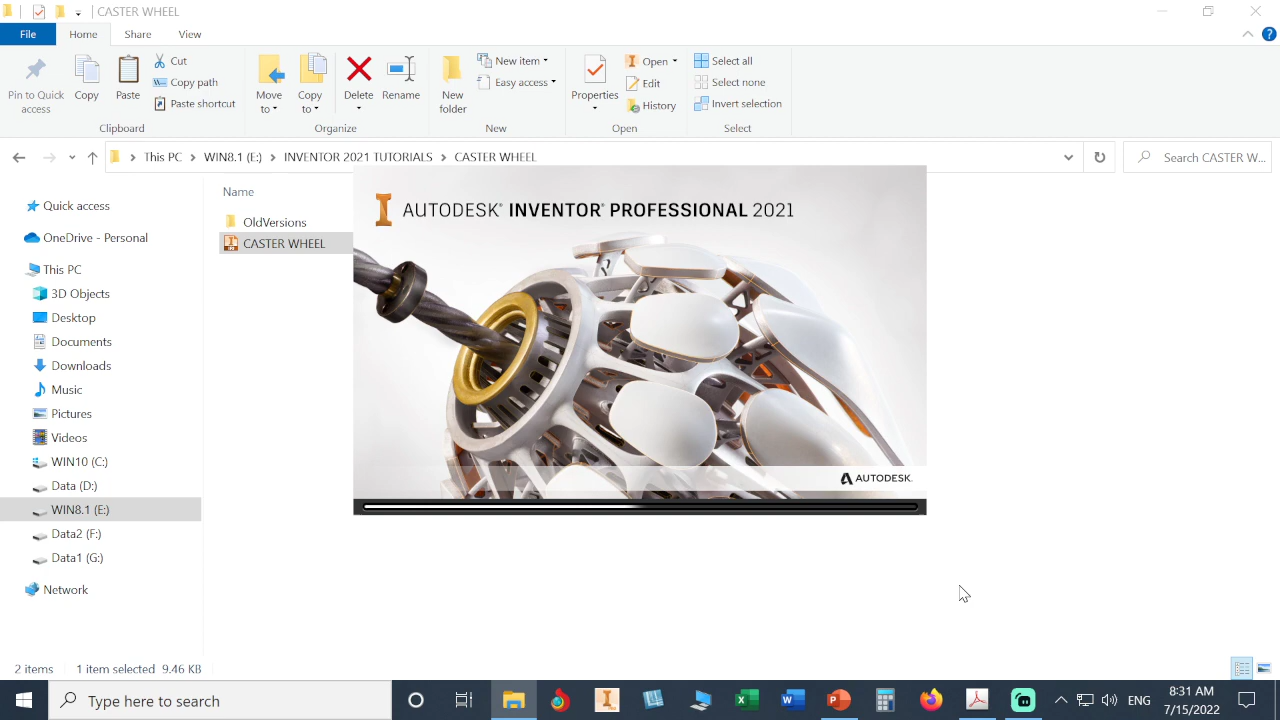 CASTER WHEEL
File Home Share View
Pin to Quick access
Copy
Paste
Cut
Copy path
Paste shortcut
Clipboard
Move to
Copy to
Delete
Rename
Organize
New folder
New item
Easy access
New
Properties
Open
Edit
History
Open
Select all
Select none
Invert selection
Select
This PC WIN8.1 (E:) INVENTOR 2021 TUTORIALS CASTER WHEEL
Search CASTER W...
Quick access
OneDrive - Personal
This PC
3D Objects
Desktop
Documents
Downloads
Music
Pictures
Videos
WIN10 (C:)
Data (D:)
WIN8.1 (E:)
Data2 (F:)
Data1 (G:)
Network
Name
OldVersions
CASTER WHEEL
AUTODESK® INVENTOR® PROFESSIONAL 2021
AUTODESK.
2 items 1 item selected 9.46 KB
Type here to search
ENG
8:31 AM
7/15/2022